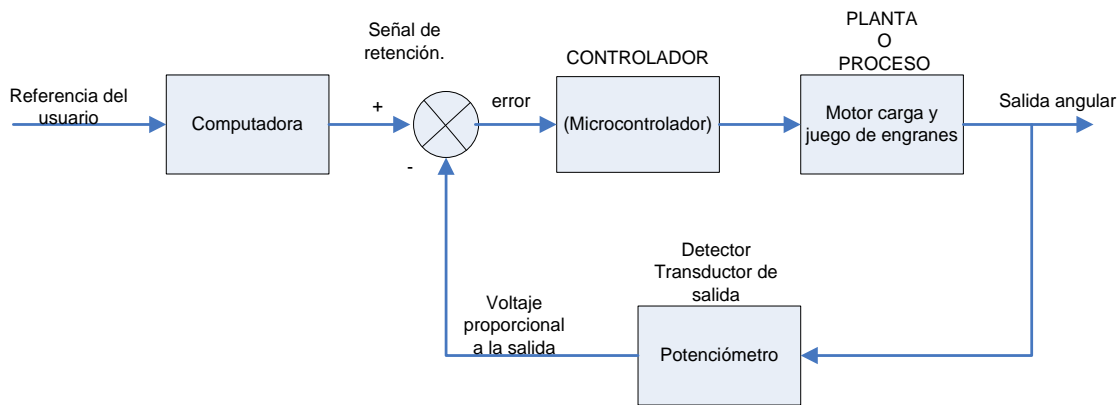 Señal de
retención.
CONTROLADOR
PLANTA
O
PROCESO
Referencia del
usuario
Computadora
+
-
error
(Microcontrolador)
Motor carga y
juego de engranes
Salida angular
Detector
Transductor de
salida
Voltaje
proporcional
a la salida
Potenciómetro